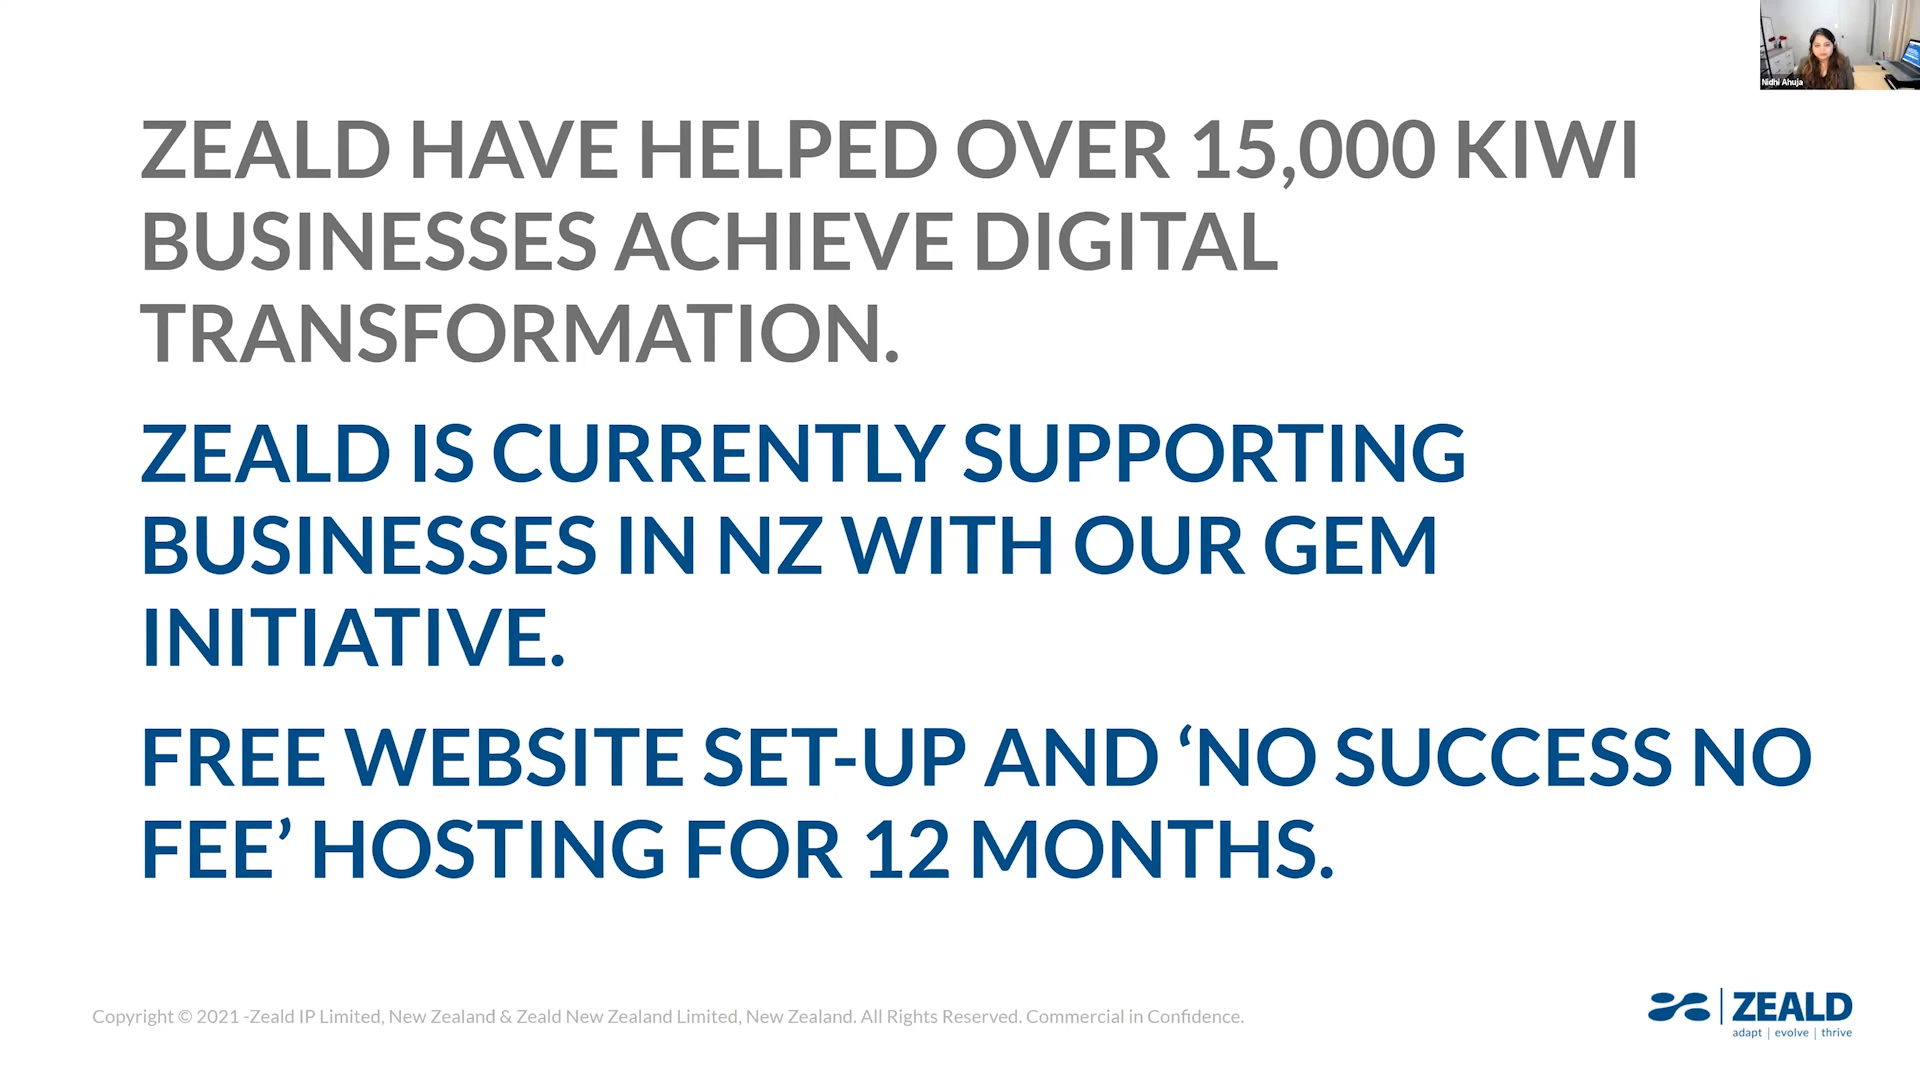 Nidhi Ahuja
ZEALD HAVE HELPED OVER 15,000 KIWI
BUSINESSES ACHIEVE DIGITAL
TRANSFORMATION.
ZEALD IS CURRENTLY SUPPORTING
BUSINESSES IN NZ WITH OUR GEM
INITIATIVE.
FREE WEBSITE SET-UP AND ‘NO SUCCESS NO
FEE’ HOSTING FOR 12 MONTHS.
Copyright © 2021 -Zeald IP Limited, New Zealand & Zeald New Zealand Limited, New Zealand. All Rights Reserved. Commercial in Confidence.
ZEALD
adapt | evolve | thrive